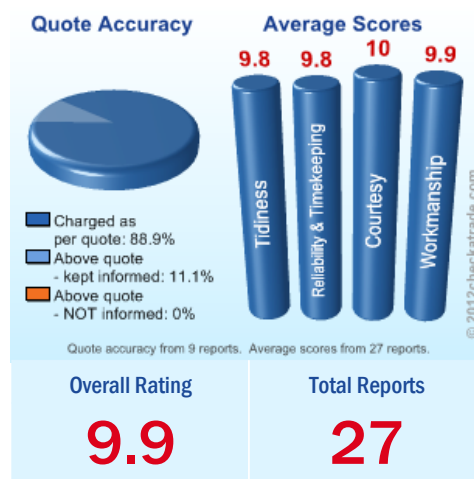 Quote Accuracy
Charged as
per quote: 88.9%
Above quote
- kept informed: 11.1%
Above quote
- NOT informed: 0%
Average Scores
9.8
9.8
10
9.9
Tidiness
Reliability & Timekeeping
Courtesy
Workmanship
© 2012checkatrade.com
Quote accuracy from 9 reports. Average scores from 27 reports.
Overall Rating
9.9
Total Reports
27